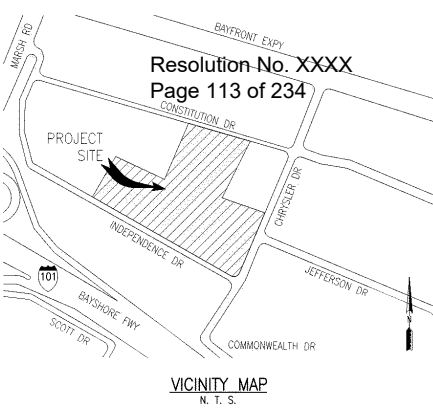 BAYFRONT EXPY
MARSH RD
Resolution No. XXXX
Page 113 of 234
CONSTITUTION DR
PROJECT
SITE
CHRYSLER DR
INDEPENDENCE DR
JEFFERSON DR
101
BAYSHORE FWY
SCOTT DR
COMMONWEALTH DR
VICINITY MAP
N. T. S.